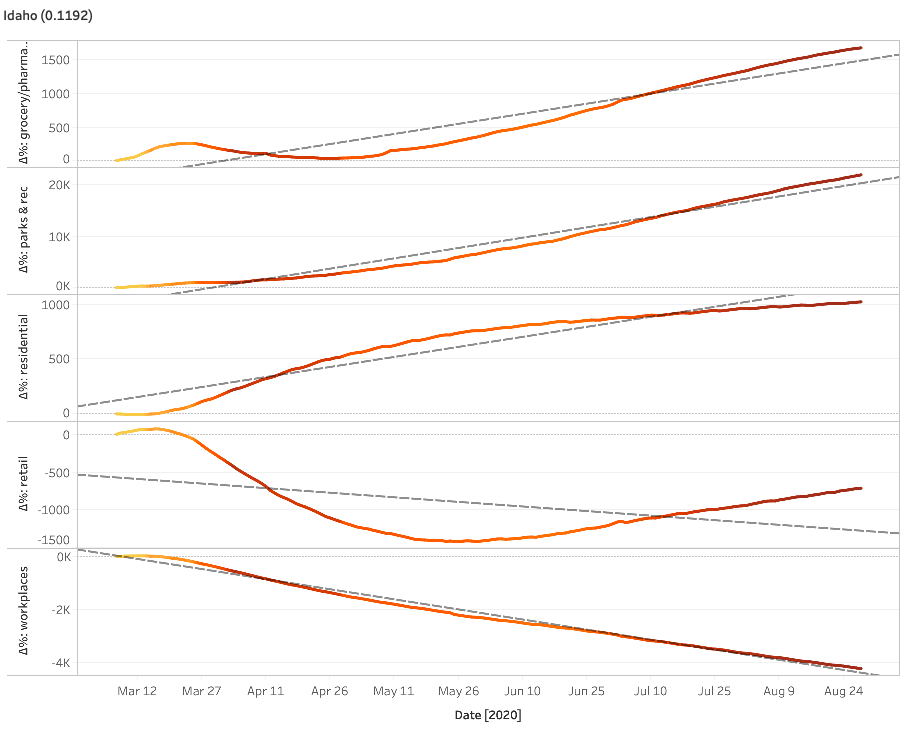 Idaho (0.1192)
Δ%: grocery/pharma..
1500
1000
500
0
Δ%: parks & rec
20K
10K
0K
Δ%: residential
1000
500
0
Δ%: retail
0
-500
-1000
-1500
Δ%: workplaces
0K
-2K
-4K
Mar 12 Mar 27 Apr 11 Apr 26 May 11 May 26 Jun 10 Jun 25 Jul 10 Jul 25 Aug 9 Aug 24
Date [2020]